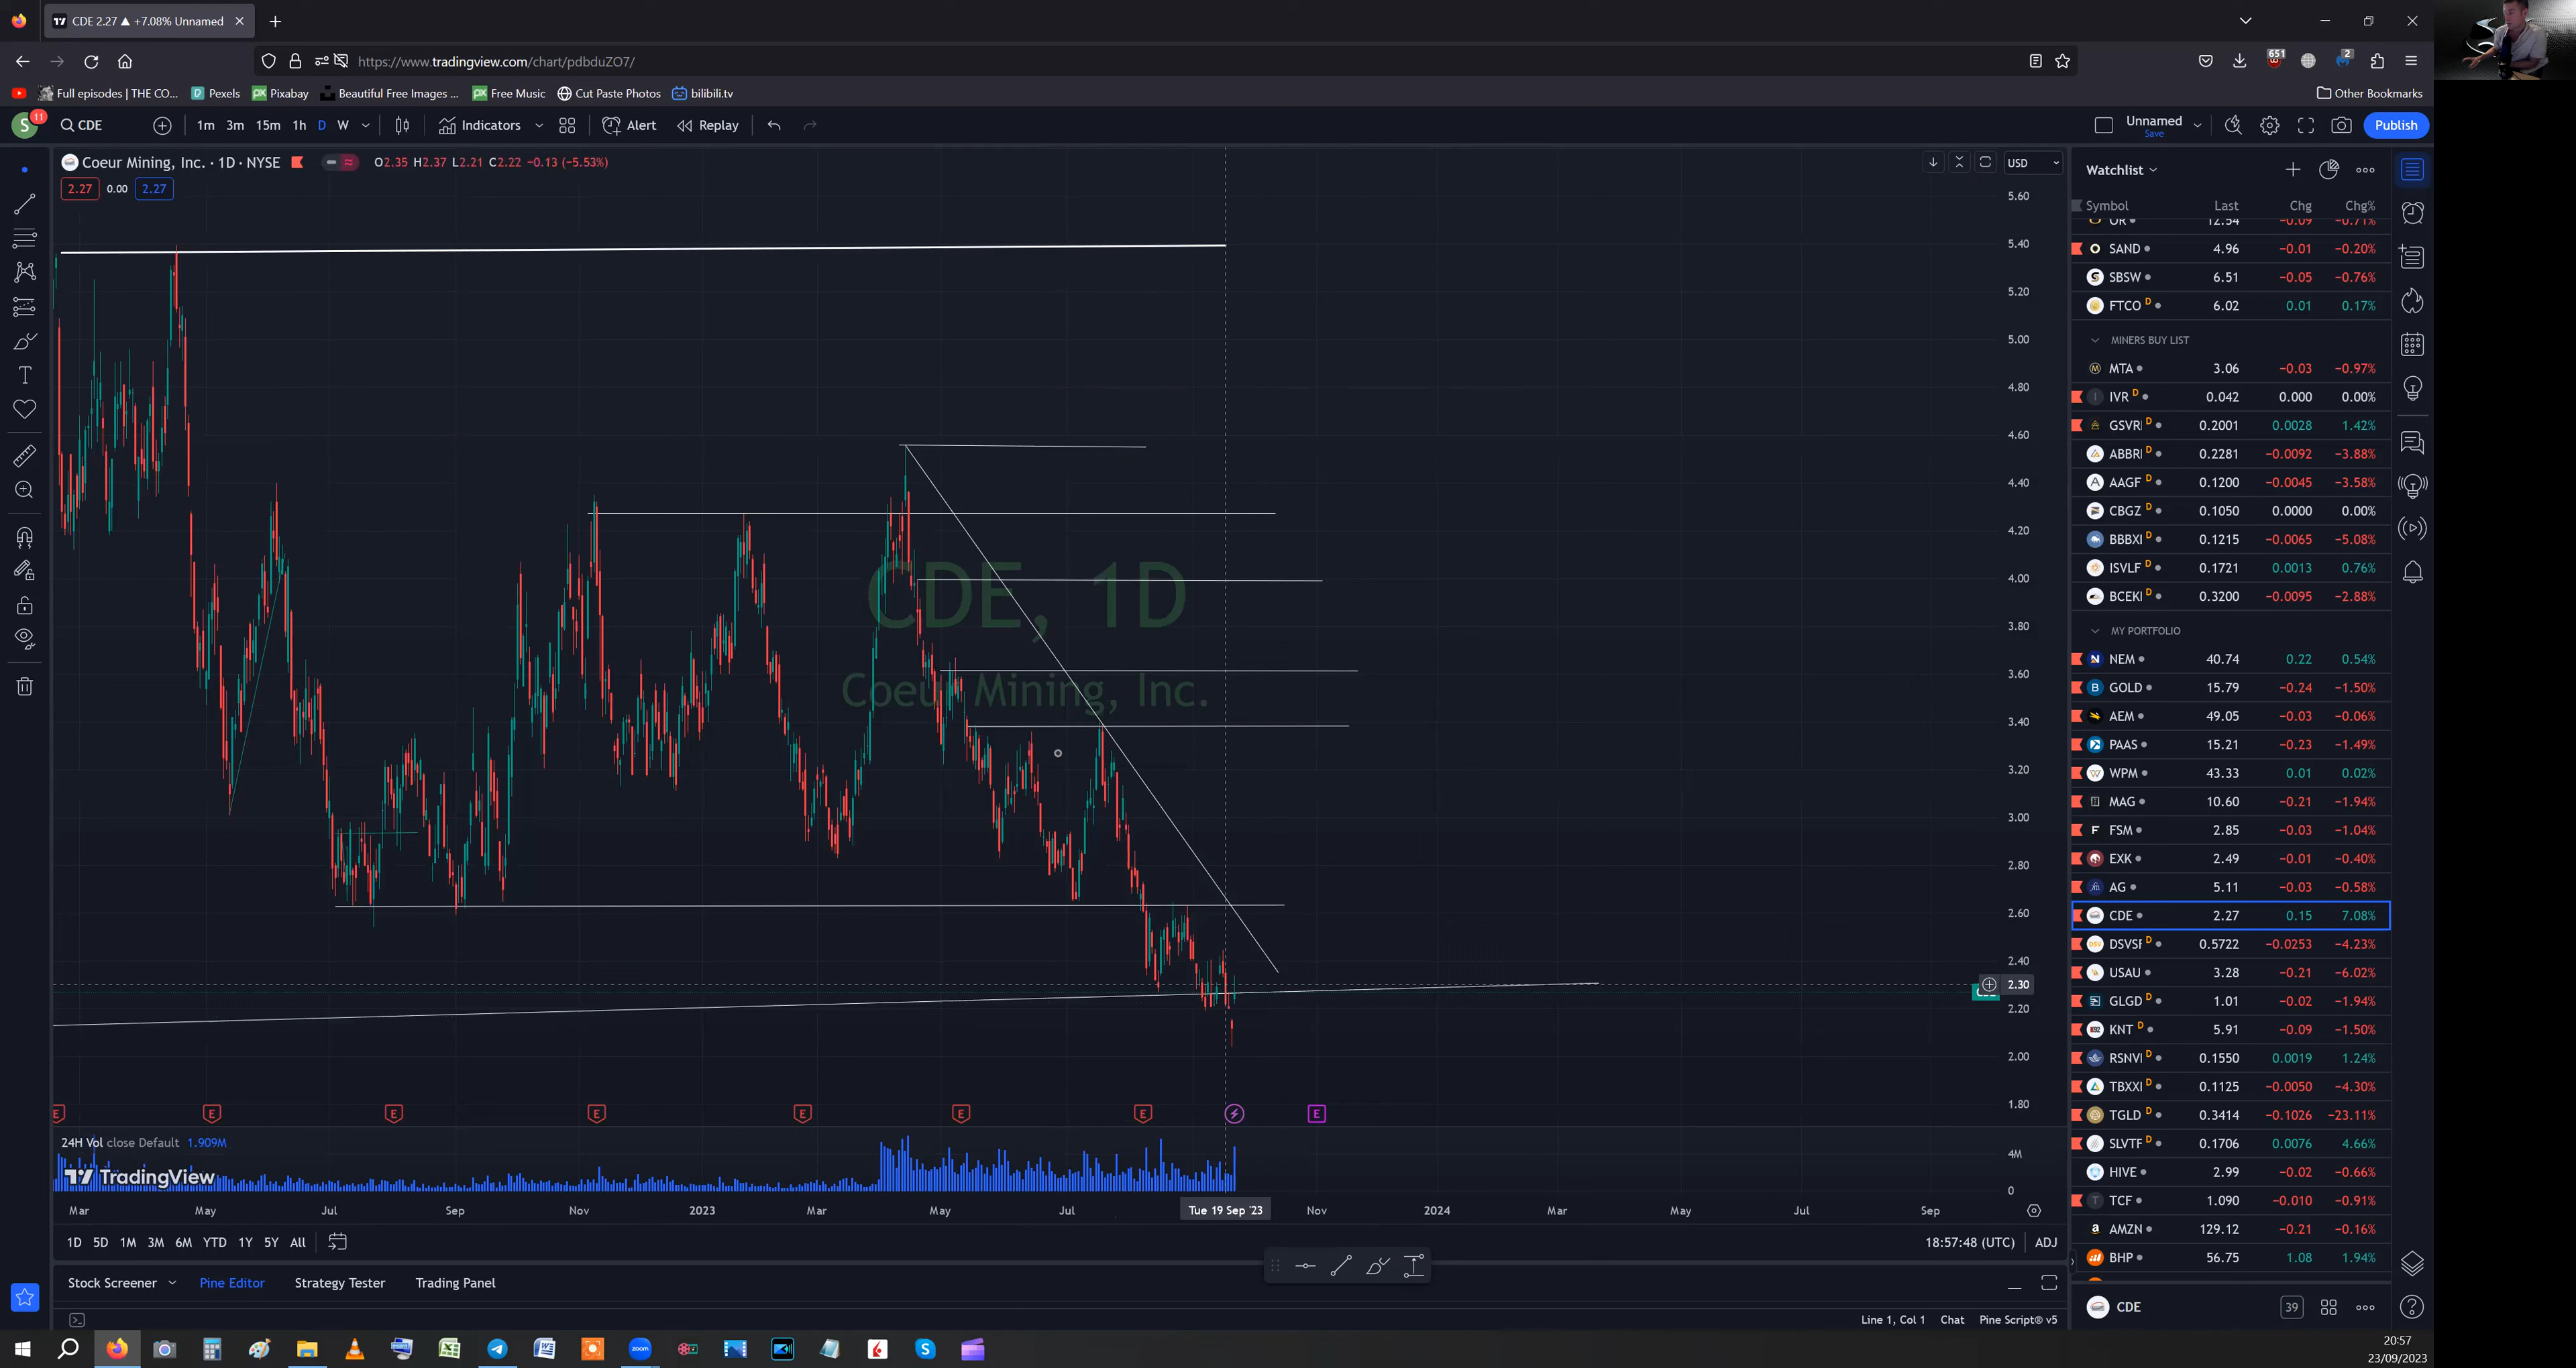 CDE 2.27 ▲ +7.08% Unnamed
https://www.tradingview.com/chart/pdbduZO7/
651
2
Full episodes | THE CO...
Pexels
Pixabay
Beautiful Free Images ...
Free Music
Cut Paste Photos
bilibili.tv
Other Bookmarks
S 11
CDE
1m 3m 15m 1h D W
Indicators
Alert
Replay
Unnamed
Save
Publish
Coeur Mining, Inc. · 1D · NYSE
O2.35 H2.37 L2.21 C2.22 −0.13 (−5.53%)
2.27 0.00 2.27
USD
5.60
5.40
5.20
5.00
4.80
4.60
4.40
4.20
4.00
3.80
3.60
3.40
3.20
3.00
2.80
2.60
2.40
2.30
2.20
2.00
1.80
CDE, 1D
Coeur Mining, Inc.
E E E E E E E E
24H Vol close Default 1.909M
TradingView
4M
0
Mar May Jul Sep Nov 2023 Mar May Jul Tue 19 Sep '23 Nov 2024 Mar May Jul Sep
1D 5D 1M 3M 6M YTD 1Y 5Y All
18:57:48 (UTC) ADJ
Stock Screener
Pine Editor
Strategy Tester
Trading Panel
Line 1, Col 1 Chat Pine Script® v5
Watchlist
Symbol Last Chg Chg%
OR 12.54 −0.09 −0.71%
SAND 4.96 −0.01 −0.20%
SBSW 6.51 −0.05 −0.76%
FTCO D 6.02 0.01 0.17%
MINERS BUY LIST
MTA 3.06 −0.03 −0.97%
IVR D 0.042 0.000 0.00%
GSVRI D 0.2001 0.0028 1.42%
ABBRI D 0.2281 −0.0092 −3.88%
AAGF D 0.1200 −0.0045 −3.58%
CBGZ D 0.1050 0.0000 0.00%
BBBXI D 0.1215 −0.0065 −5.08%
ISVLF D 0.1721 0.0013 0.76%
BCEKI D 0.3200 −0.0095 −2.88%
MY PORTFOLIO
NEM 40.74 0.22 0.54%
GOLD 15.79 −0.24 −1.50%
AEM 49.05 −0.03 −0.06%
PAAS 15.21 −0.23 −1.49%
WPM 43.33 0.01 0.02%
MAG 10.60 −0.21 −1.94%
FSM 2.85 −0.03 −1.04%
EXK 2.49 −0.01 −0.40%
AG 5.11 −0.03 −0.58%
CDE 2.27 0.15 7.08%
DSVSF D 0.5722 −0.0253 −4.23%
USAU 3.28 −0.21 −6.02%
GLGD D 1.01 −0.02 −1.94%
KNT D 5.91 −0.09 −1.50%
RSNVI D 0.1550 0.0019 1.24%
TBXXI D 0.1125 −0.0050 −4.30%
TGLD D 0.3414 −0.1026 −23.11%
SLVTF D 0.1706 0.0076 4.66%
HIVE 2.99 −0.02 −0.66%
TCF 1.090 −0.010 −0.91%
AMZN 129.12 −0.21 −0.16%
BHP 56.75 1.08 1.94%
CDE
39
20:57
23/09/2023